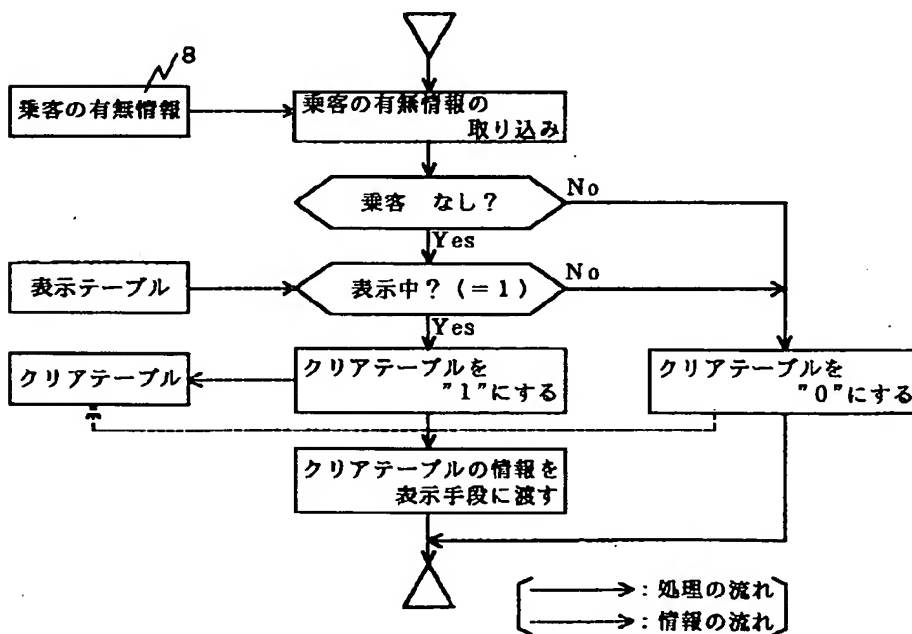 8
乗客の有無情報
乗客の有無情報の
取り込み
乗客 なし?
No
Yes
表示テーブル
表示中?(=1)
No
Yes
クリアテーブル
クリアテーブルを
"1"にする
クリアテーブルを
"0"にする
クリアテーブルの情報を
表示手段に渡す
:処理の流れ
:情報の流れ